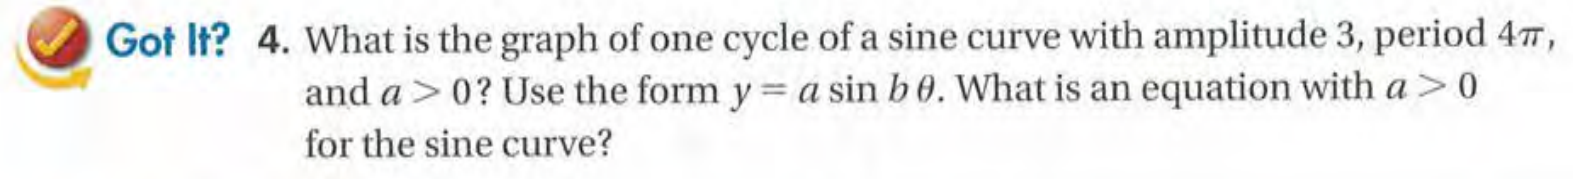 Got It? 4. What is the graph of one cycle of a sine curve with amplitude 3, period 4π,
and a > 0? Use the form y = a sin b θ. What is an equation with a > 0
for the sine curve?